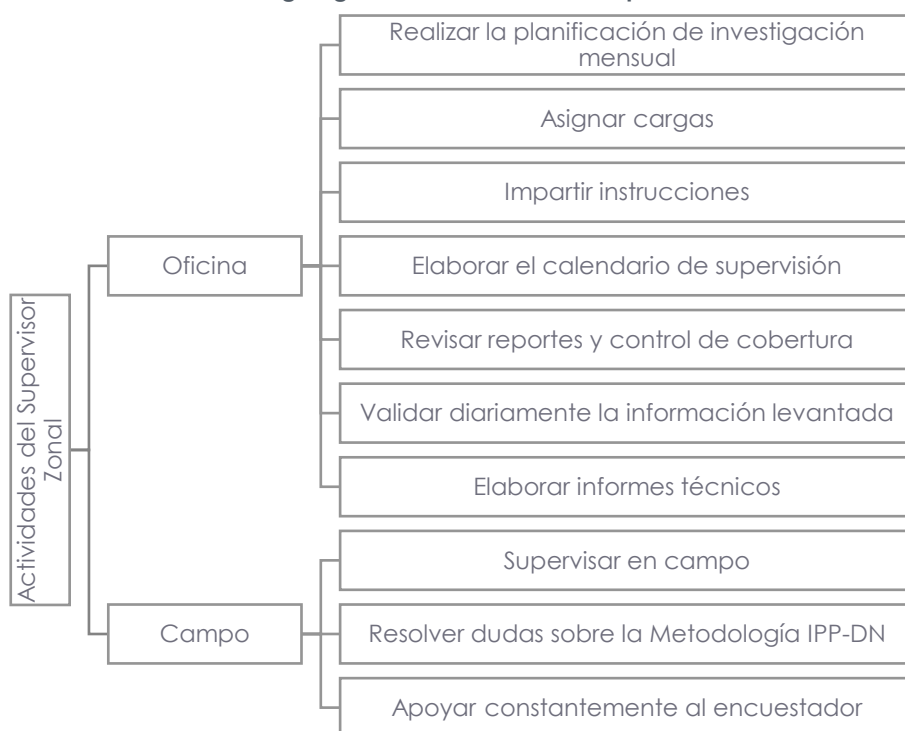 Realizar la planificación de investigación
mensual
Asignar cargas
Impartir instrucciones
Oficina
Elaborar el calendario de supervisión
Revisar reportes y control de cobertura
Validar diariamente la información levantada
Elaborar informes técnicos
Actividades del Supervisor
Zonal
Supervisar en campo
Campo
Resolver dudas sobre la Metodología IPP-DN
Apoyar constantemente al encuestador